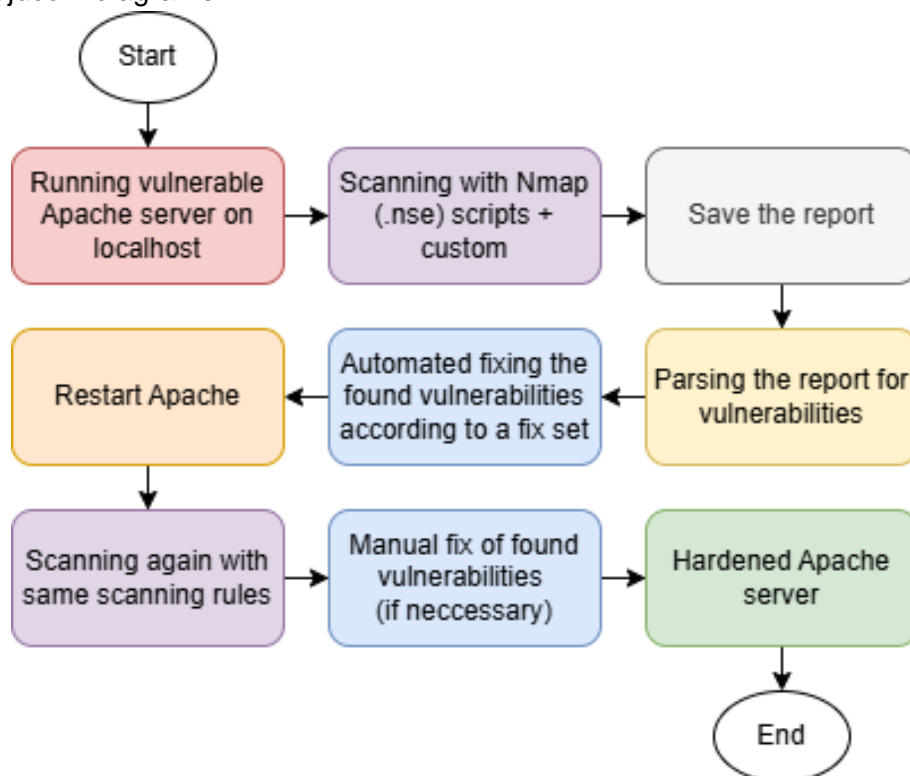 Start
Running vulnerable
Apache server on
localhost
Scanning with Nmap
(.nse) scripts +
custom
Save the report
Restart Apache
Automated fixing the
found vulnerabilities
according to a fix set
Parsing the report for
vulnerabilities
Scanning again with
same scanning rules
Manual fix of found
vulnerabilities
(if neccessary)
Hardened Apache
server
End